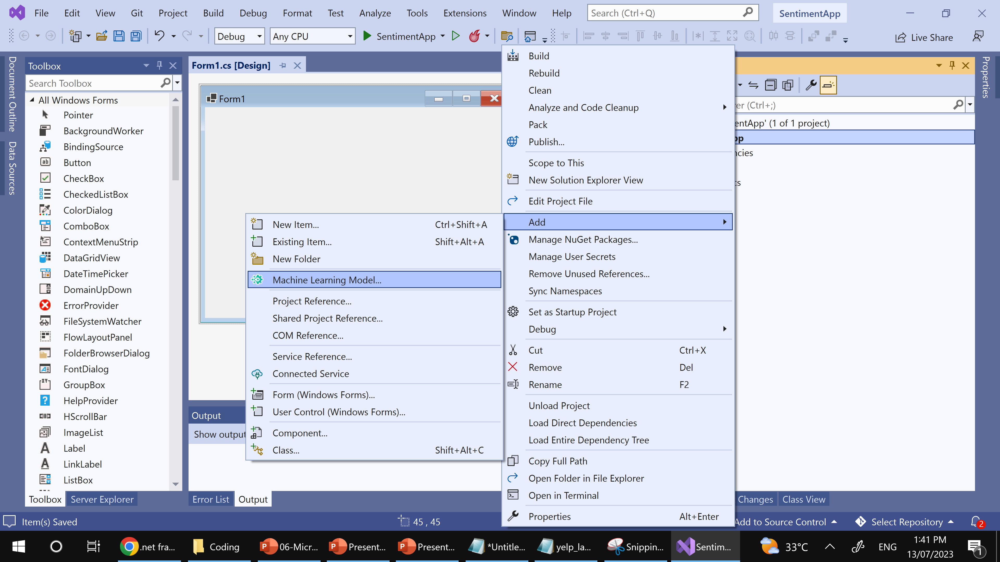 File Edit View Git Project Build Debug Format Test Analyze Tools Extensions Window Help Search (Ctrl+Q) SentimentApp
Debug Any CPU SentimentApp Live Share
Document Outline
Data Sources
Toolbox
Search Toolbox
All Windows Forms
Pointer
BackgroundWorker
BindingSource
Button
CheckBox
CheckedListBox
ColorDialog
ComboBox
ContextMenuStrip
DataGridView
DateTimePicker
DomainUpDown
ErrorProvider
FileSystemWatcher
FlowLayoutPanel
FolderBrowserDialog
FontDialog
GroupBox
HelpProvider
HScrollBar
ImageList
Label
LinkLabel
ListBox
Toolbox Server Explorer
Form1.cs [Design]
Form1
New Item... Ctrl+Shift+A
Existing Item... Shift+Alt+A
New Folder
Machine Learning Model...
Project Reference...
Shared Project Reference...
COM Reference...
Service Reference...
Connected Service
Form (Windows Forms)...
User Control (Windows Forms)...
Component...
Class... Shift+Alt+C
Output
Show output
Error List Output
Build
Rebuild
Clean
Analyze and Code Cleanup
Pack
Publish...
Scope to This
New Solution Explorer View
Edit Project File
Add
Manage NuGet Packages...
Manage User Secrets
Remove Unused References...
Sync Namespaces
Set as Startup Project
Debug
Cut Ctrl+X
Remove Del
Rename F2
Unload Project
Load Direct Dependencies
Load Entire Dependency Tree
Copy Full Path
Open Folder in File Explorer
Open in Terminal
Properties Alt+Enter
er (Ctrl+;)
entApp' (1 of 1 project)
pp
ncies
cs
Changes Class View
Properties
Item(s) Saved 45 , 45 Add to Source Control Select Repository 2
.net fra... Coding 06-Micr... Present... Present... *Untitle... yelp_la... Snippin... Sentim... 33°C ENG 1:41 PM
13/07/2023 1